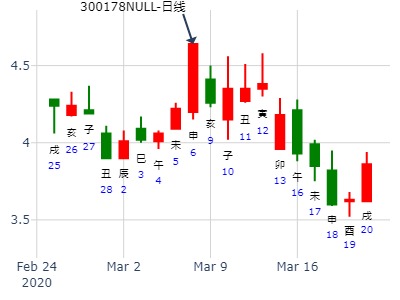 300178NULL-日线
4.5
4
3.5
戌
25
亥
26
子
27
丑
28
辰
2
巳
3
午
4
未
5
申
6
亥
9
子
10
丑
11
寅
12
卯
13
午
16
未
17
申
18
酉
19
戌
20
Feb 24
2020
Mar 2
Mar 9
Mar 16